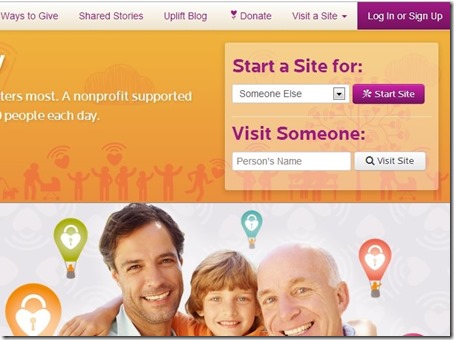 Ways to Give Shared Stories Uplift Blog Donate Visit a Site Log In or Sign Up
Start a Site for:
Someone Else Start Site
Visit Someone:
Person's Name Visit Site
ters most. A nonprofit supported
people each day.